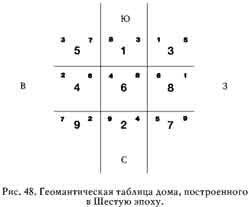 Ю
3 7 8 3 1 5
5 1 3
2 6 4 8 6 1
В 4 6 8 З
7 2 9 4 5 9
9 2 7
С
Рис. 48. Геомантическая таблица дома, построенного
в Шестую эпоху.